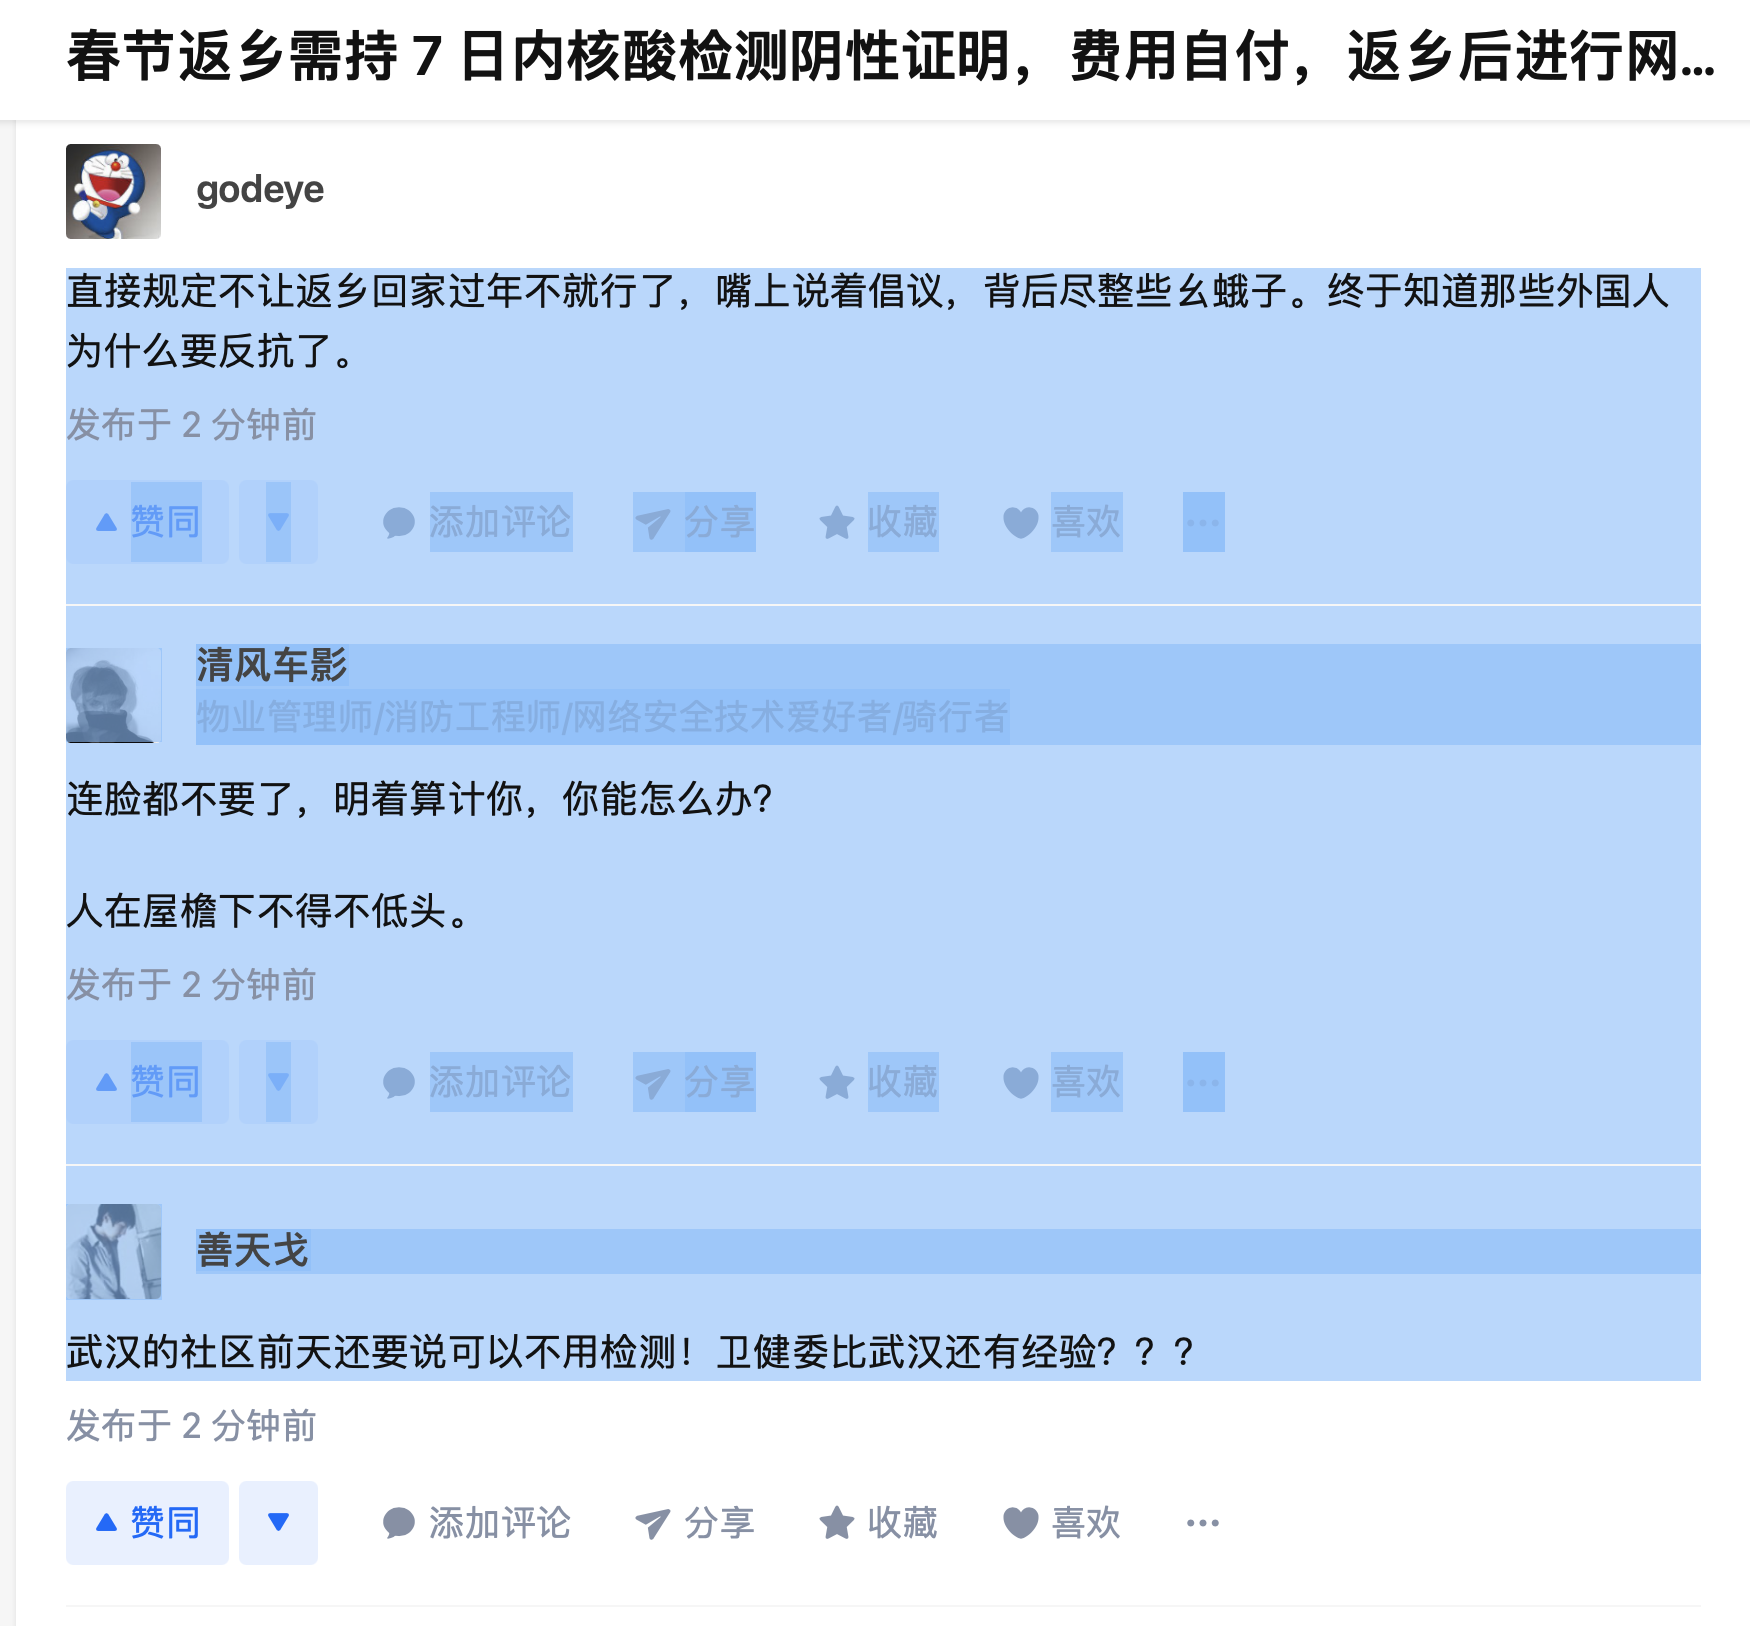 春节返乡需持 7 日内核酸检测阴性证明，费用自付，返乡后进行网...
godeye
直接规定不让返乡回家过年不就行了，嘴上说着倡议，背后尽整些幺蛾子。终于知道那些外国人
为什么要反抗了。
发布于 2 分钟前
赞同 添加评论 分享 收藏 喜欢 ···
清风车影
物业管理师/消防工程师/网络安全技术爱好者/骑行者
连脸都不要了，明着算计你，你能怎么办？
人在屋檐下不得不低头。
发布于 2 分钟前
赞同 添加评论 分享 收藏 喜欢 ···
善天戈
武汉的社区前天还要说可以不用检测！卫健委比武汉还有经验？？？
发布于 2 分钟前
赞同 添加评论 分享 收藏 喜欢 ···